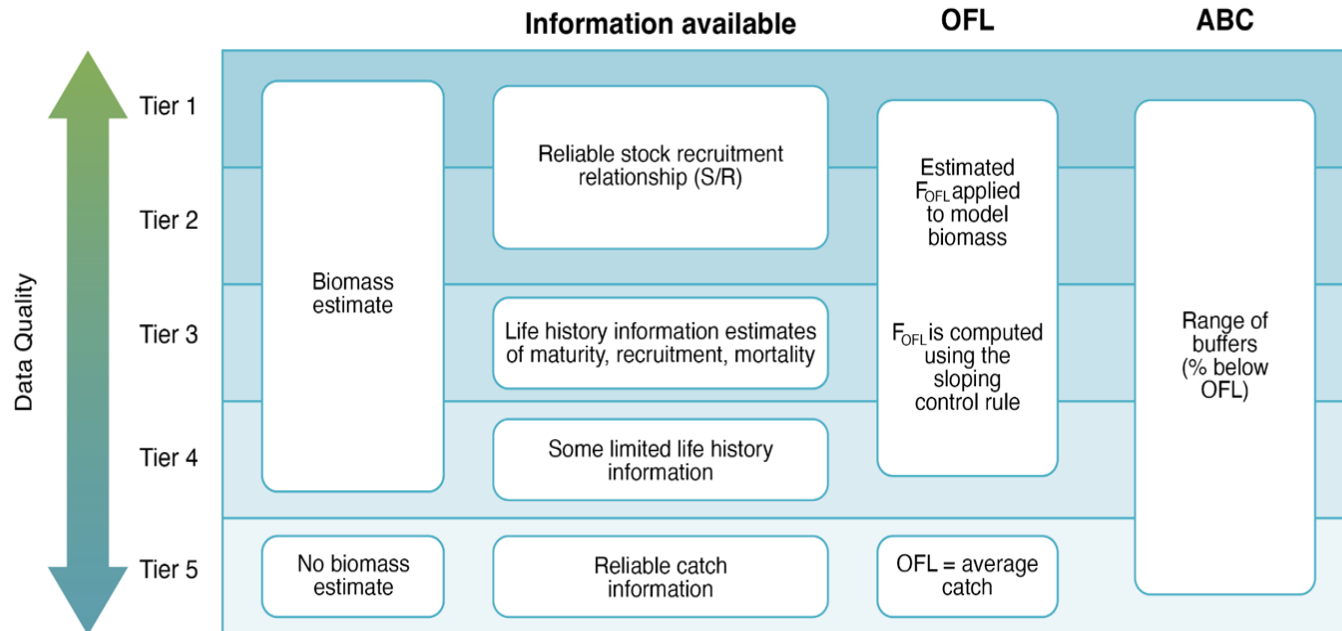 Information available
OFL
ABC
Data Quality
Tier 1
Tier 2
Tier 3
Tier 4
Tier 5
Biomass
estimate
No biomass
estimate
Reliable stock recruitment
relationship (S/R)
Life history information estimates
of maturity, recruitment, mortality
Some limited life history
information
Reliable catch
information
Estimated
FOFL applied
to model
biomass
FOFL is computed
using the
sloping
control rule
OFL = average
catch
Range of
buffers
(% below
OFL)